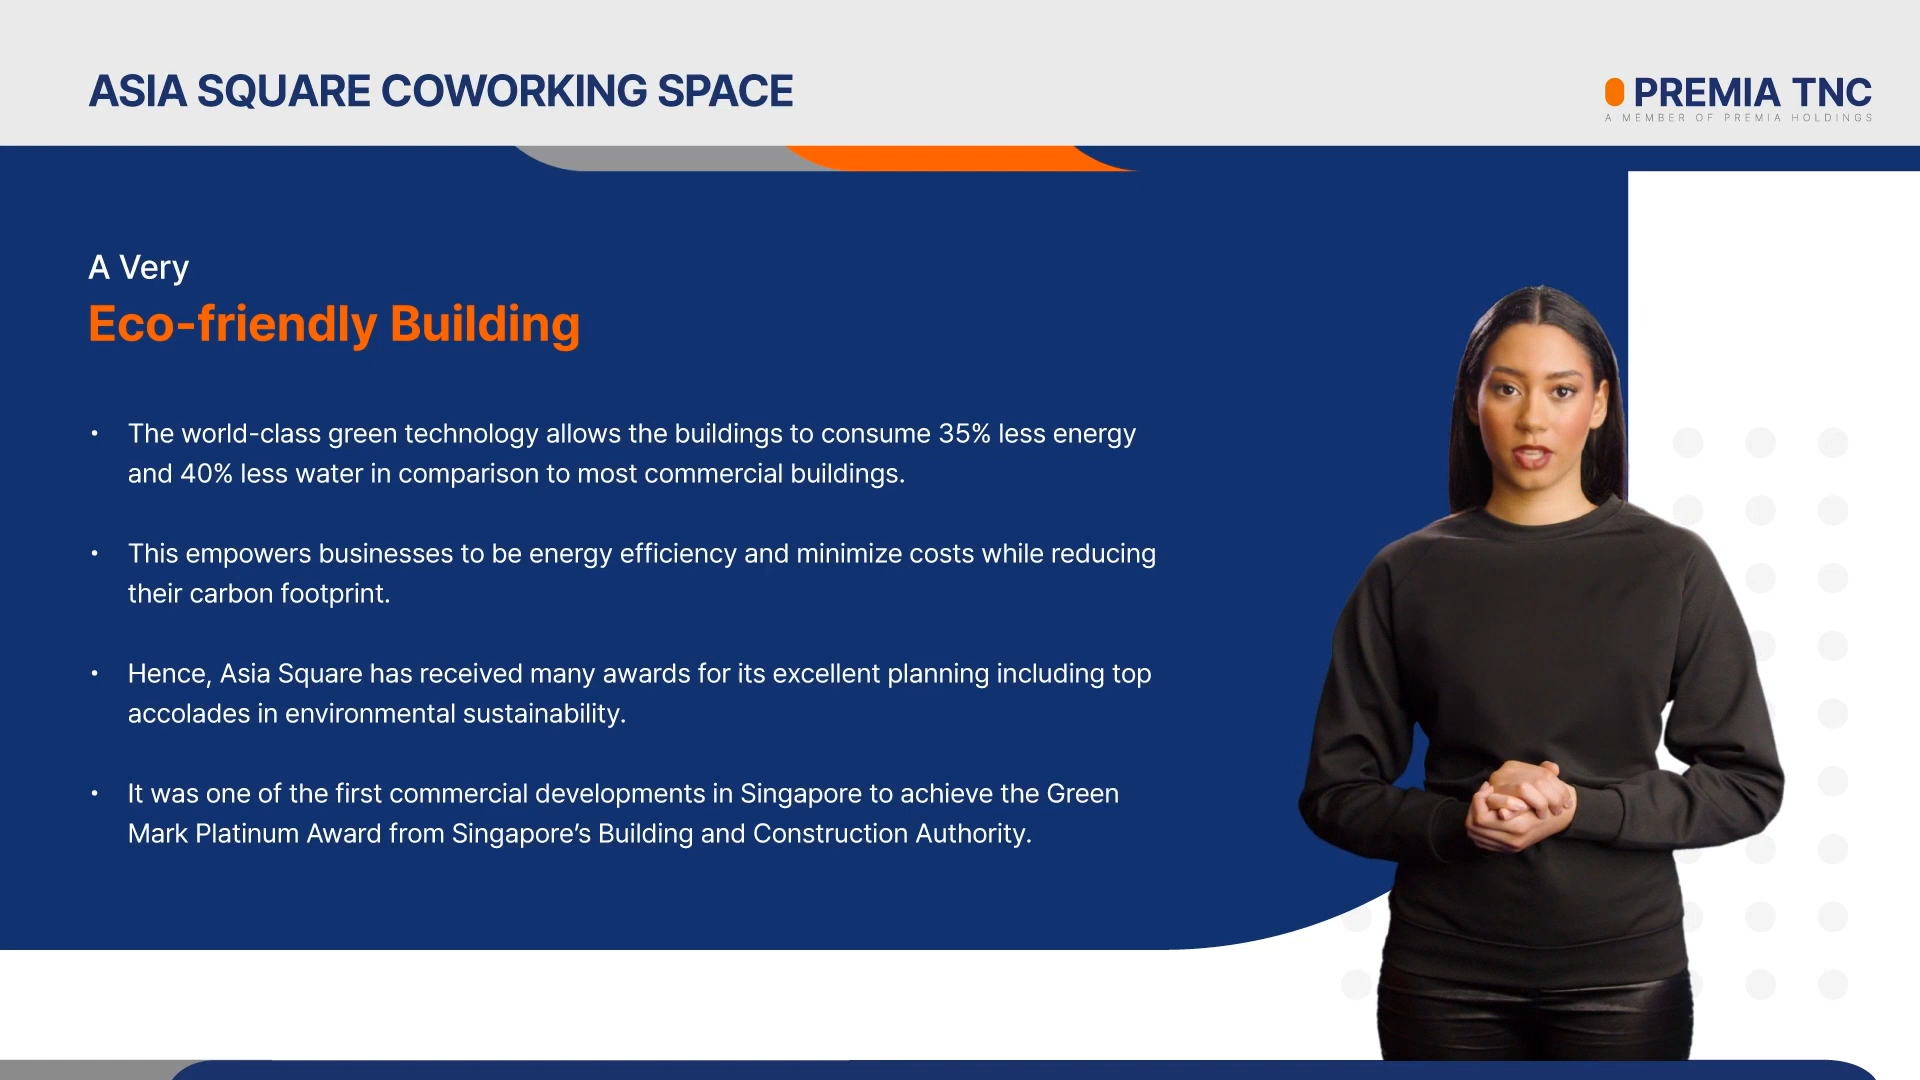 ASIA SQUARE COWORKING SPACE
PREMIA TNC
A MEMBER OF PREMIA HOLDINGS
A Very
Eco-friendly Building
• The world-class green technology allows the buildings to consume 35% less energy
and 40% less water in comparison to most commercial buildings.
• This empowers businesses to be energy efficiency and minimize costs while reducing
their carbon footprint.
• Hence, Asia Square has received many awards for its excellent planning including top
accolades in environmental sustainability.
• It was one of the first commercial developments in Singapore to achieve the Green
Mark Platinum Award from Singapore’s Building and Construction Authority.